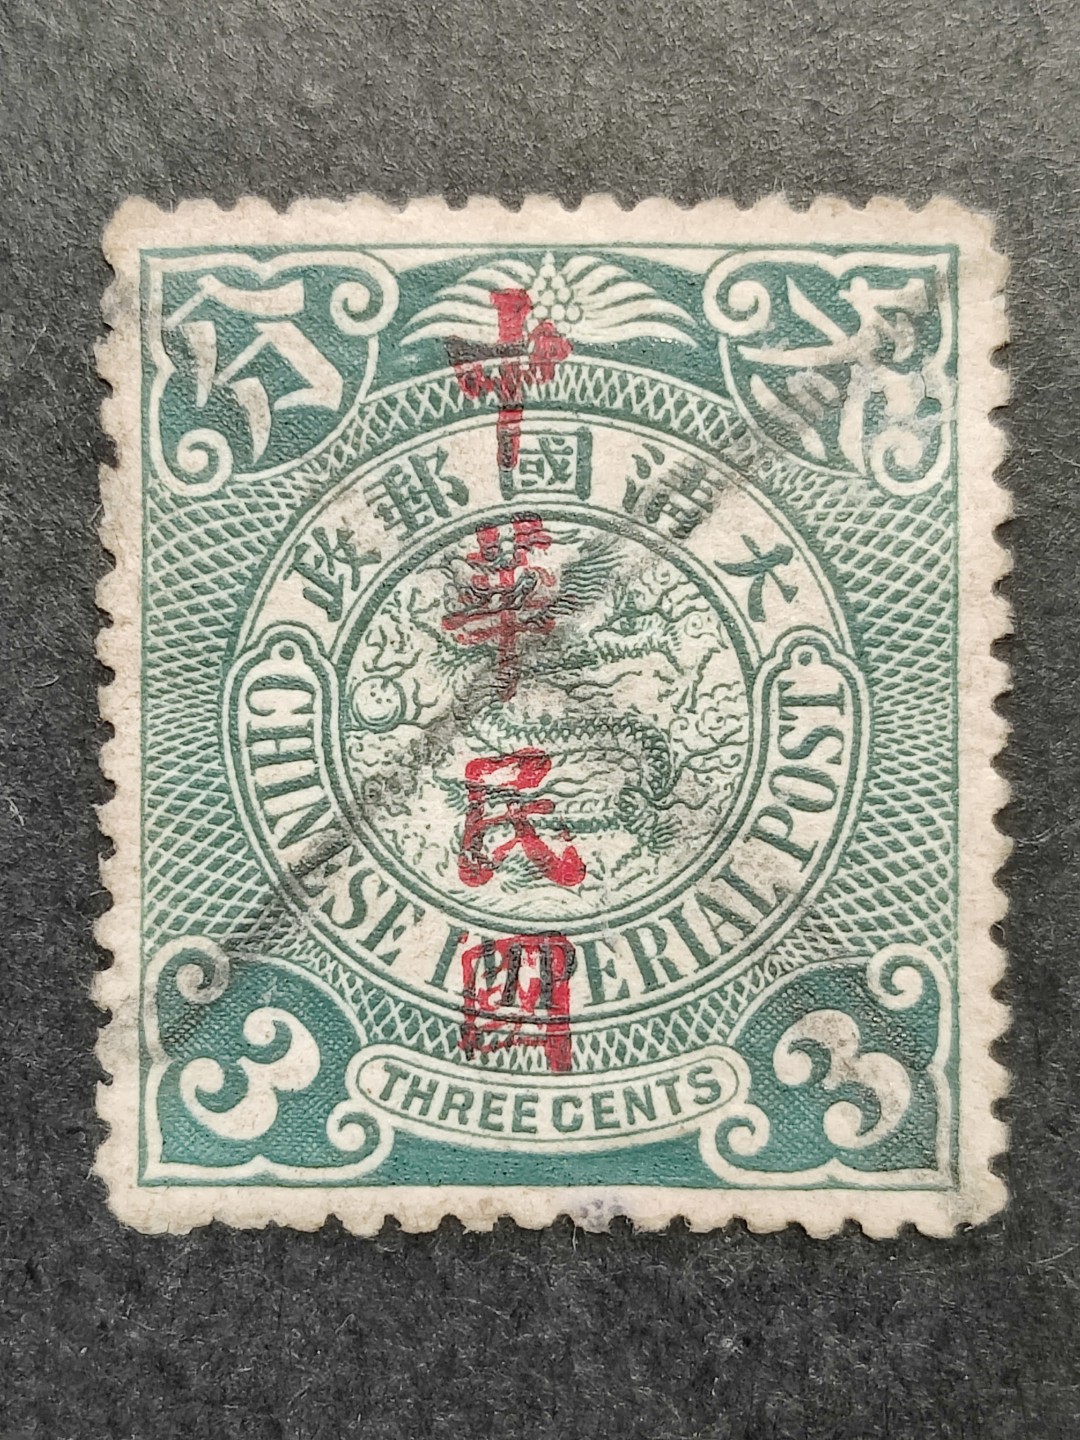 分
大清國郵政
中華民國
CHINESE IMPERIAL POST
3
THREE CENTS
3